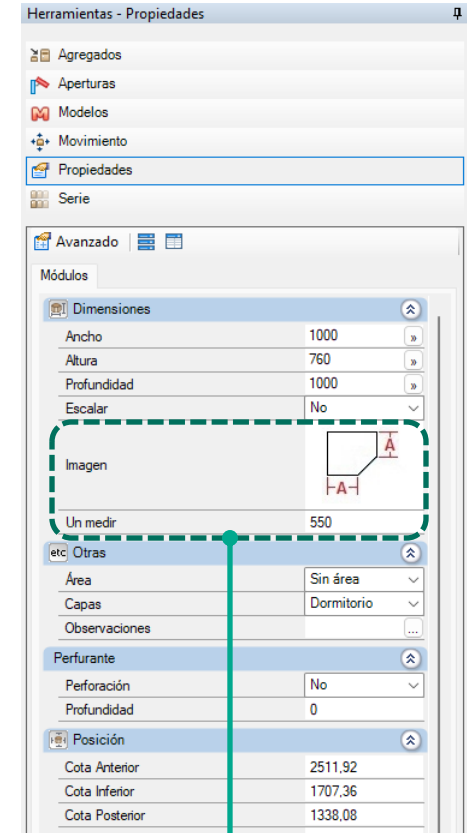 Herramientas - Propiedades
Agregados
Aperturas
Modelos
Movimiento
Propiedades
Serie
Avanzado
Módulos
Dimensiones
Ancho 1000 »
Altura 760 »
Profundidad 1000 »
Escalar No
A
Imagen
A
Un medir 550
etc Otras
Área Sin área
Capas Dormitorio
Observaciones ...
Perfurante
Perforación No
Profundidad 0
Posición
Cota Anterior 2511,92
Cota Inferior 1707,36
Cota Posterior 1338,08